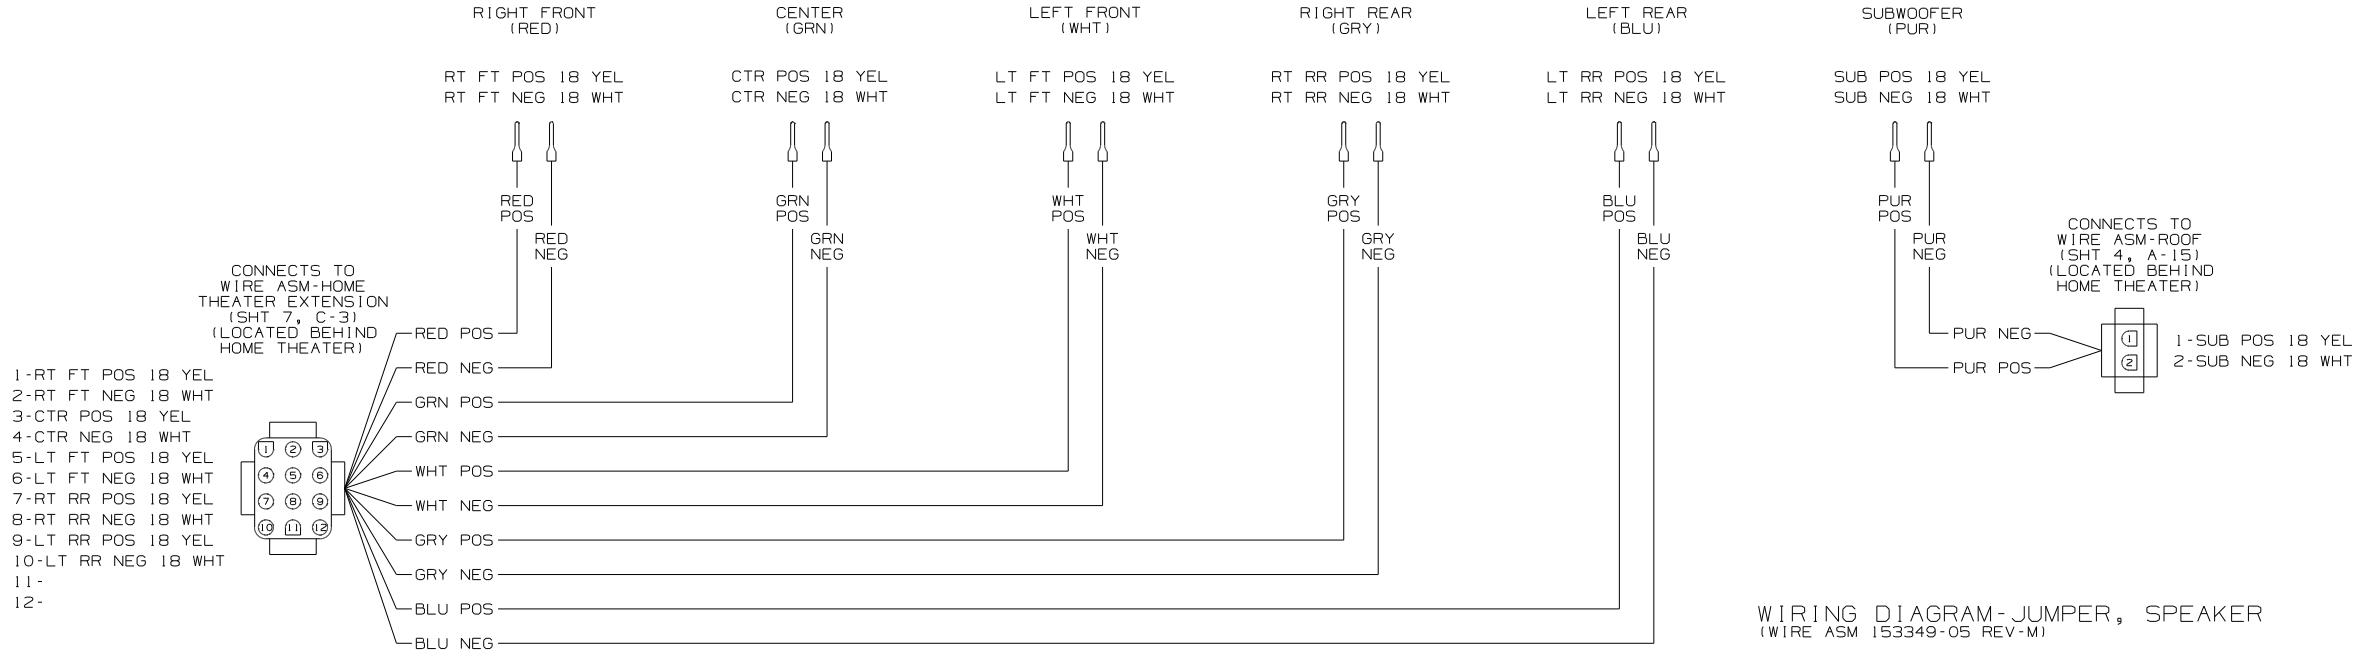 RIGHT FRONT
(RED)
CENTER
(GRN)
LEFT FRONT
(WHT)
RIGHT REAR
(GRY)
LEFT REAR
(BLU)
SUBWOOFER
(PUR)
RT FT POS 18 YEL
RT FT NEG 18 WHT
CTR POS 18 YEL
CTR NEG 18 WHT
LT FT POS 18 YEL
LT FT NEG 18 WHT
RT RR POS 18 YEL
RT RR NEG 18 WHT
LT RR POS 18 YEL
LT RR NEG 18 WHT
SUB POS 18 YEL
SUB NEG 18 WHT
RED
POS
RED
NEG
GRN
POS
GRN
NEG
WHT
POS
WHT
NEG
GRY
POS
GRY
NEG
BLU
POS
BLU
NEG
PUR
POS
PUR
NEG
CONNECTS TO
WIRE ASM-HOME
THEATER EXTENSION
(SHT 7, C-3)
(LOCATED BEHIND
HOME THEATER)
CONNECTS TO
WIRE ASM-ROOF
(SHT 4, A-15)
(LOCATED BEHIND
HOME THEATER)
1-RT FT POS 18 YEL
2-RT FT NEG 18 WHT
3-CTR POS 18 YEL
4-CTR NEG 18 WHT
5-LT FT POS 18 YEL
6-LT FT NEG 18 WHT
7-RT RR POS 18 YEL
8-RT RR NEG 18 WHT
9-LT RR POS 18 YEL
10-LT RR NEG 18 WHT
11-
12-
1 2 3
4 5 6
7 8 9
10 11 12
RED POS
RED NEG
GRN POS
GRN NEG
WHT POS
WHT NEG
GRY POS
GRY NEG
BLU POS
BLU NEG
PUR NEG
PUR POS
1
2
1-SUB POS 18 YEL
2-SUB NEG 18 WHT
WIRING DIAGRAM-JUMPER, SPEAKER
(WIRE ASM 153349-05 REV-M)